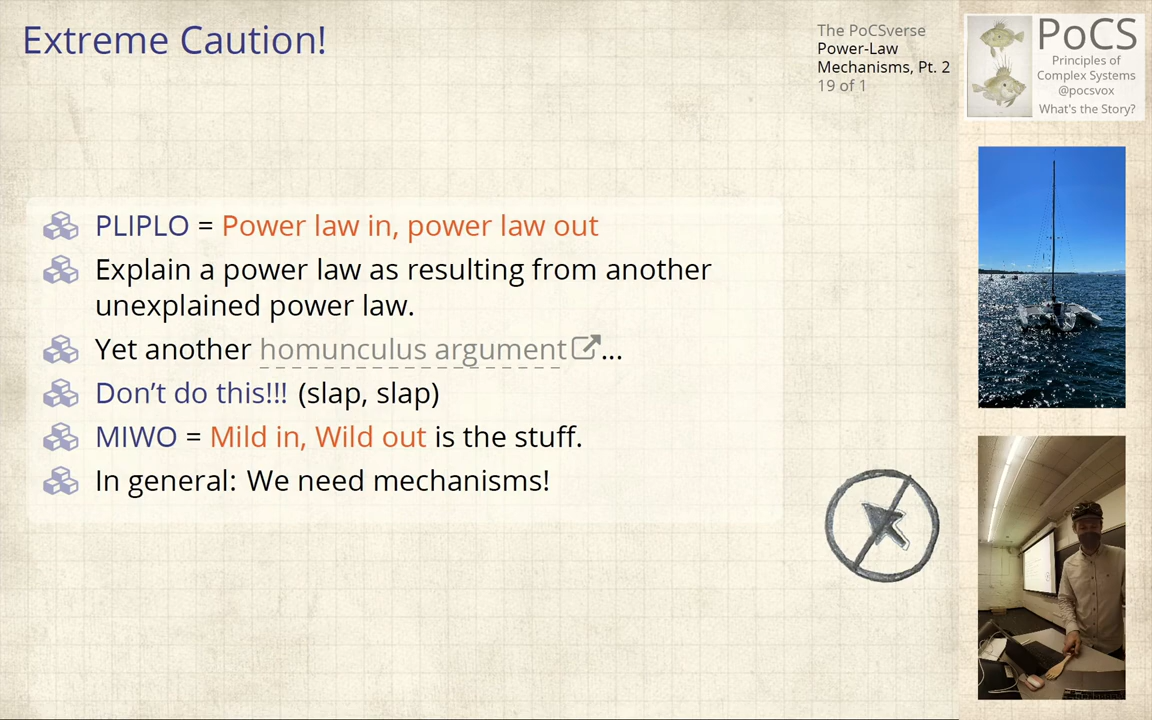 Extreme Caution!
The PoCSverse
Power-Law
Mechanisms, Pt. 2
19 of 1
PoCS
Principles of
Complex Systems
@pocsvox
What's the Story?
PLIPLO = Power law in, power law out
Explain a power law as resulting from another
unexplained power law.
Yet another homunculus argument...
Don't do this!!! (slap, slap)
MIWO = Mild in, Wild out is the stuff.
In general: We need mechanisms!